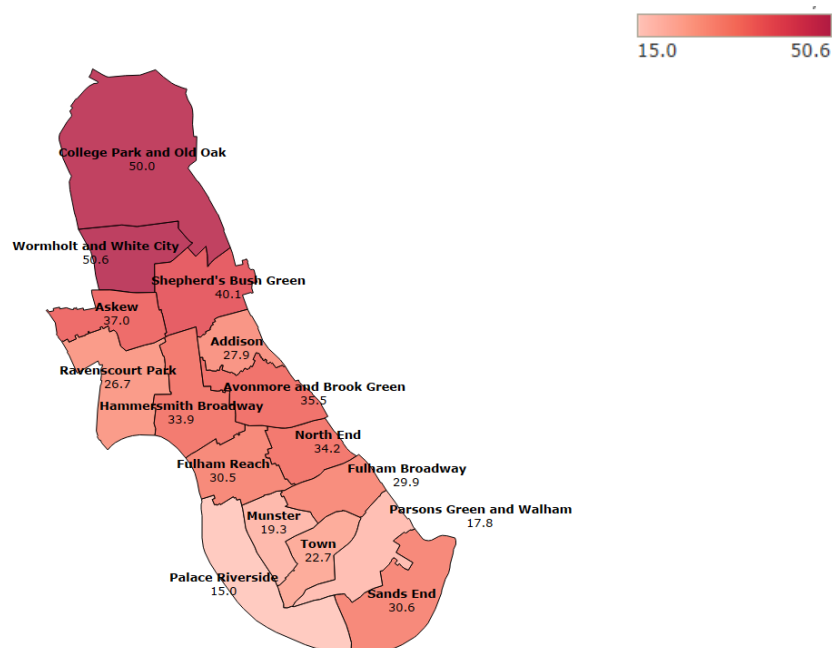 15.0 50.6
College Park and Old Oak
50.0
Wormholt and White City
50.6
Shepherd's Bush Green
40.1
Askew
37.0
Addison
27.9
Ravenscourt Park
26.7
Avonmore and Brook Green
35.5
Hammersmith Broadway
33.9
North End
34.2
Fulham Reach
30.5
Fulham Broadway
29.9
Parsons Green and Walham
17.8
Munster
19.3
Town
22.7
Palace Riverside
15.0
Sands End
30.6